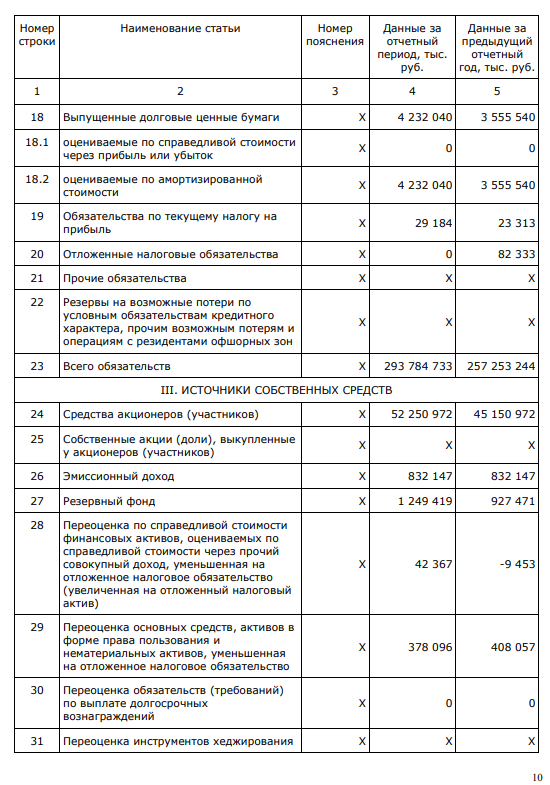 Номер строки Наименование статьи Номер пояснения Данные за отчетный период, тыс. руб. Данные за предыдущий отчетный год, тыс. руб.
1 2 3 4 5
18 Выпущенные долговые ценные бумаги X 4 232 040 3 555 540
18.1 оцениваемые по справедливой стоимости
через прибыль или убыток X 0 0
18.2 оцениваемые по амортизированной
стоимости X 4 232 040 3 555 540
19 Обязательства по текущему налогу на
прибыль X 29 184 23 313
20 Отложенные налоговые обязательства X 0 82 333
21 Прочие обязательства X X X
22 Резервы на возможные потери по
условным обязательствам кредитного
характера, прочим возможным потерям и
операциям с резидентами офшорных зон X X X
23 Всего обязательств X 293 784 733 257 253 244
III. ИСТОЧНИКИ СОБСТВЕННЫХ СРЕДСТВ
24 Средства акционеров (участников) X 52 250 972 45 150 972
25 Собственные акции (доли), выкупленные
у акционеров (участников) X X X
26 Эмиссионный доход X 832 147 832 147
27 Резервный фонд X 1 249 419 927 471
28 Переоценка по справедливой стоимости
финансовых активов, оцениваемых по
справедливой стоимости через прочий
совокупный доход, уменьшенная на
отложенное налоговое обязательство
(увеличенная на отложенный налоговый
актив) X 42 367 -9 453
29 Переоценка основных средств, активов в
форме права пользования и
нематериальных активов, уменьшенная
на отложенное налоговое обязательство X 378 096 408 057
30 Переоценка обязательств (требований)
по выплате долгосрочных
вознаграждений X 0 0
31 Переоценка инструментов хеджирования X X X
10